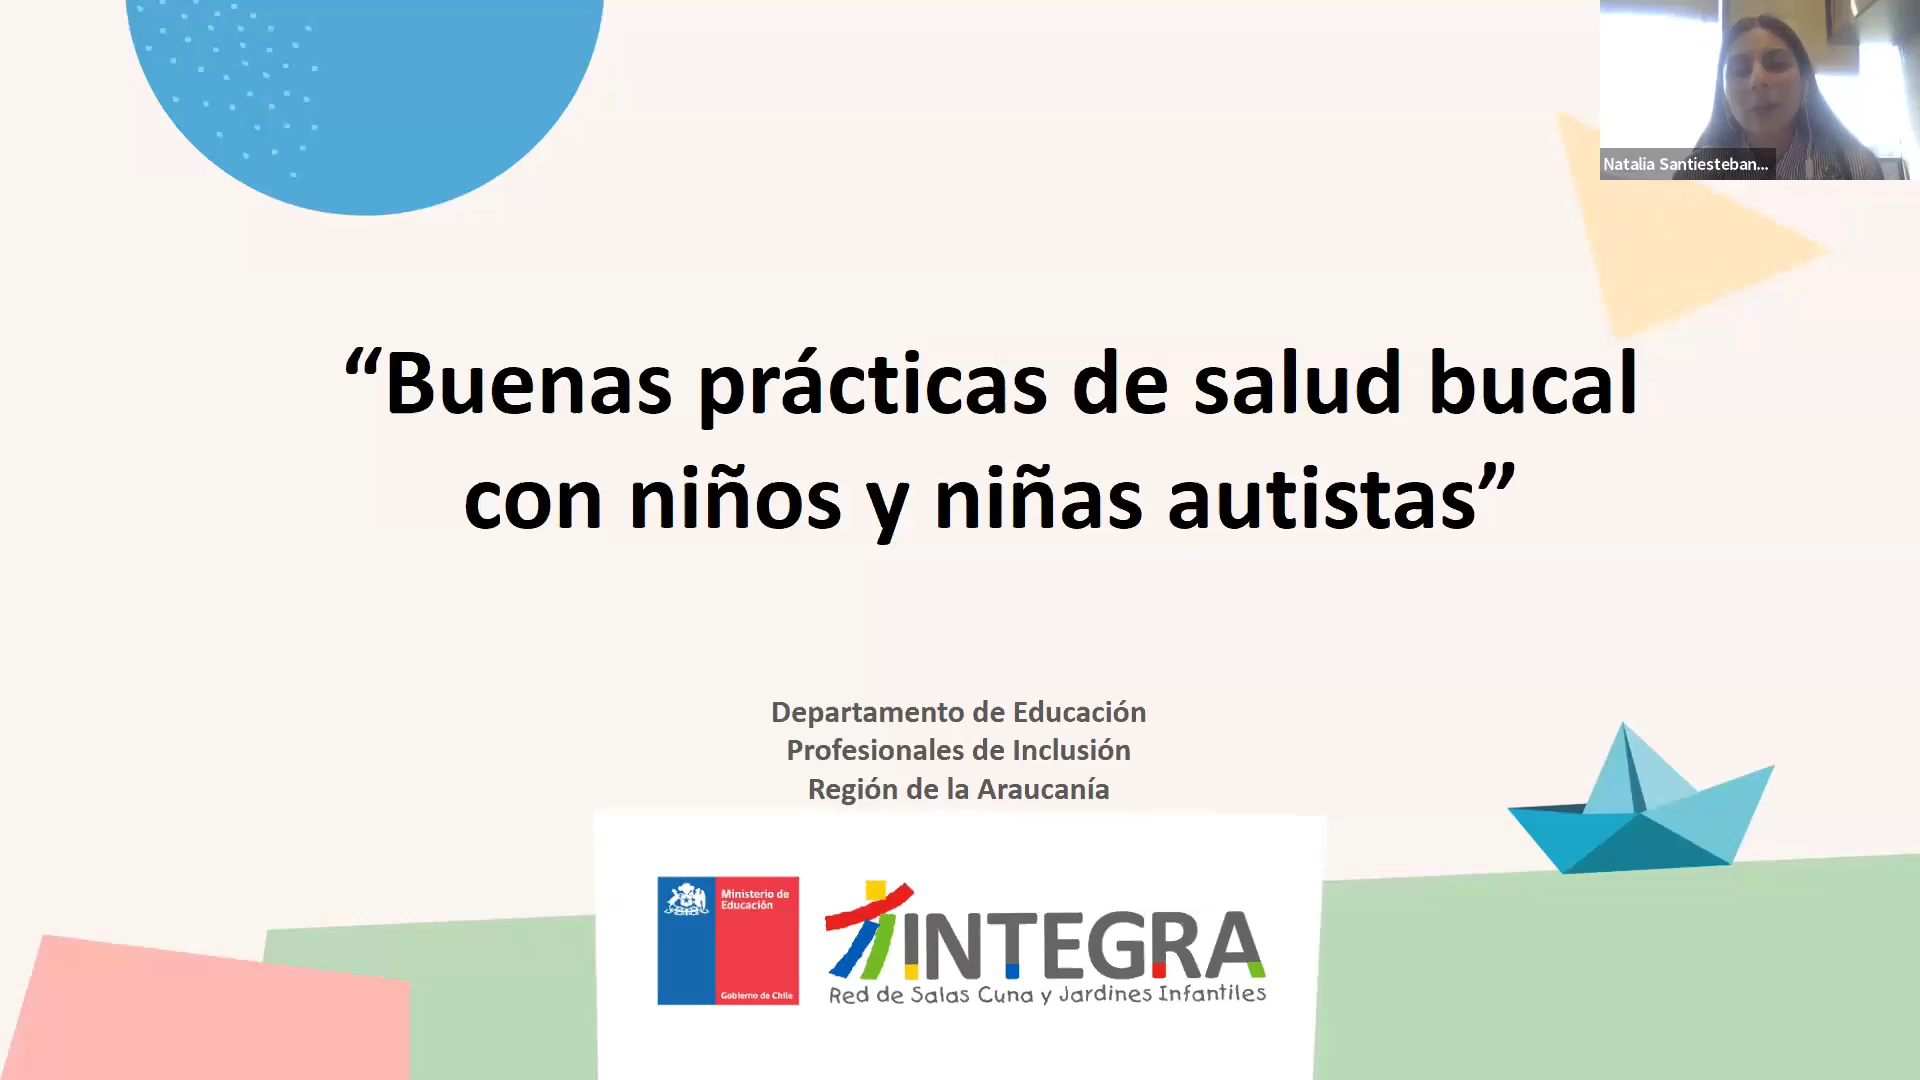 Natalia Santiesteban...
“Buenas prácticas de salud bucal
con niños y niñas autistas”
Departamento de Educación
Profesionales de Inclusión
Región de la Araucanía
Ministerio de
Educación
Gobierno de Chile
INTEGRA
Red de Salas Cuna y Jardines Infantiles